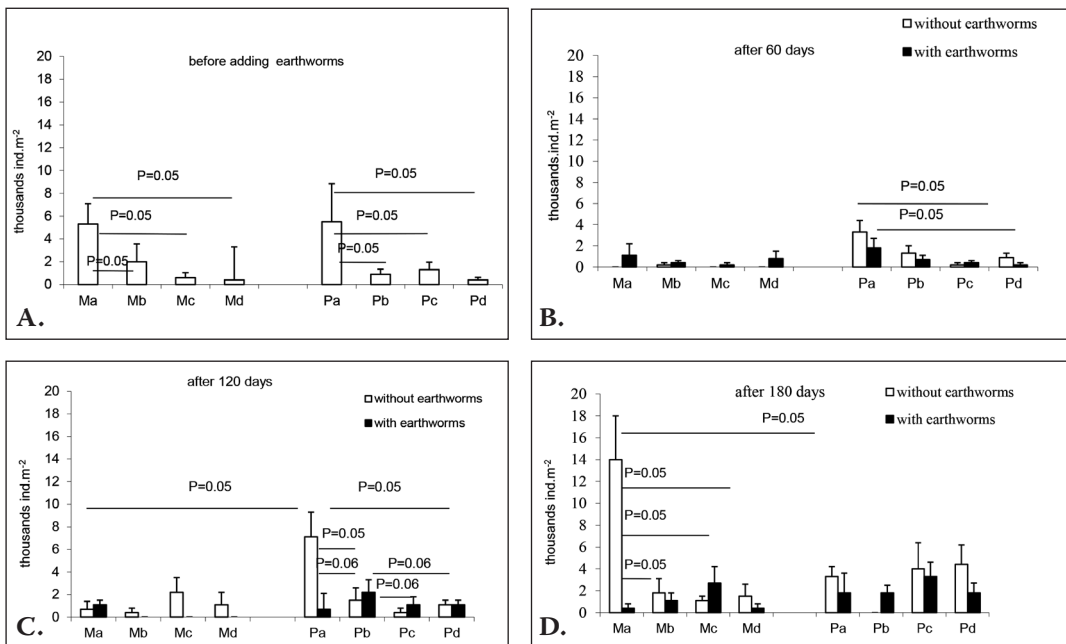 before adding earthworms
thousands ind.m-2
20
18
16
14
12
10
8
6
4
2
0
P=0.05
P=0.05
P=0.05
P=0.05
P=0.05
P=0.05
Ma Mb Mc Md Pa Pb Pc Pd
A.
without earthworms
with earthworms
after 60 days
thousands.ind.m-2
20
18
16
14
12
10
8
6
4
2
0
P=0.05
P=0.05
Ma Mb Mc Md Pa Pb Pc Pd
B.
after 120 days
without earthworms
with earthworms
thousands ind.m-2
20
18
16
14
12
10
8
6
4
2
0
P=0.05 P=0.05
P=0.05
P=0.06 P=0.06
P=0.06
Ma Mb Mc Md Pa Pb Pc Pd
C.
after 180 days
without earthworms
with earthworms
thousands ind.m-2
20
18
16
14
12
10
8
6
4
2
0
P=0.05
P=0.05
P=0.05
P=0.05
Ma Mb Mc Md Pa Pb Pc Pd
D.